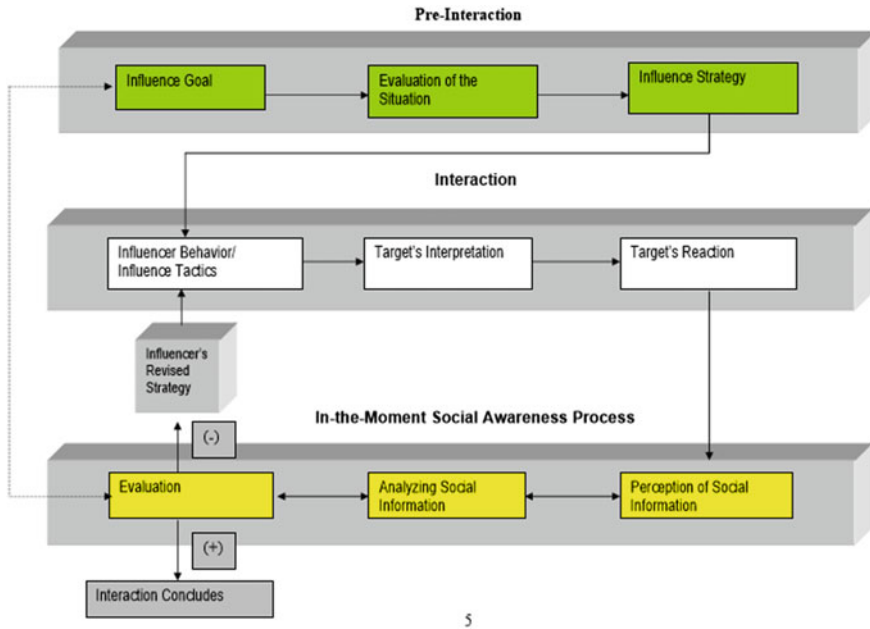 Pre-Interaction
Influence Goal
Evaluation of the
Situation
Influence Strategy
Interaction
Influencer Behavior/
Influence Tactics
Target's Interpretation
Target's Reaction
Influencer's
Revised
Strategy
In-the-Moment Social Awareness Process
(-)
Evaluation
Analyzing Social
Information
Perception of Social
Information
(+)
Interaction Concludes
5